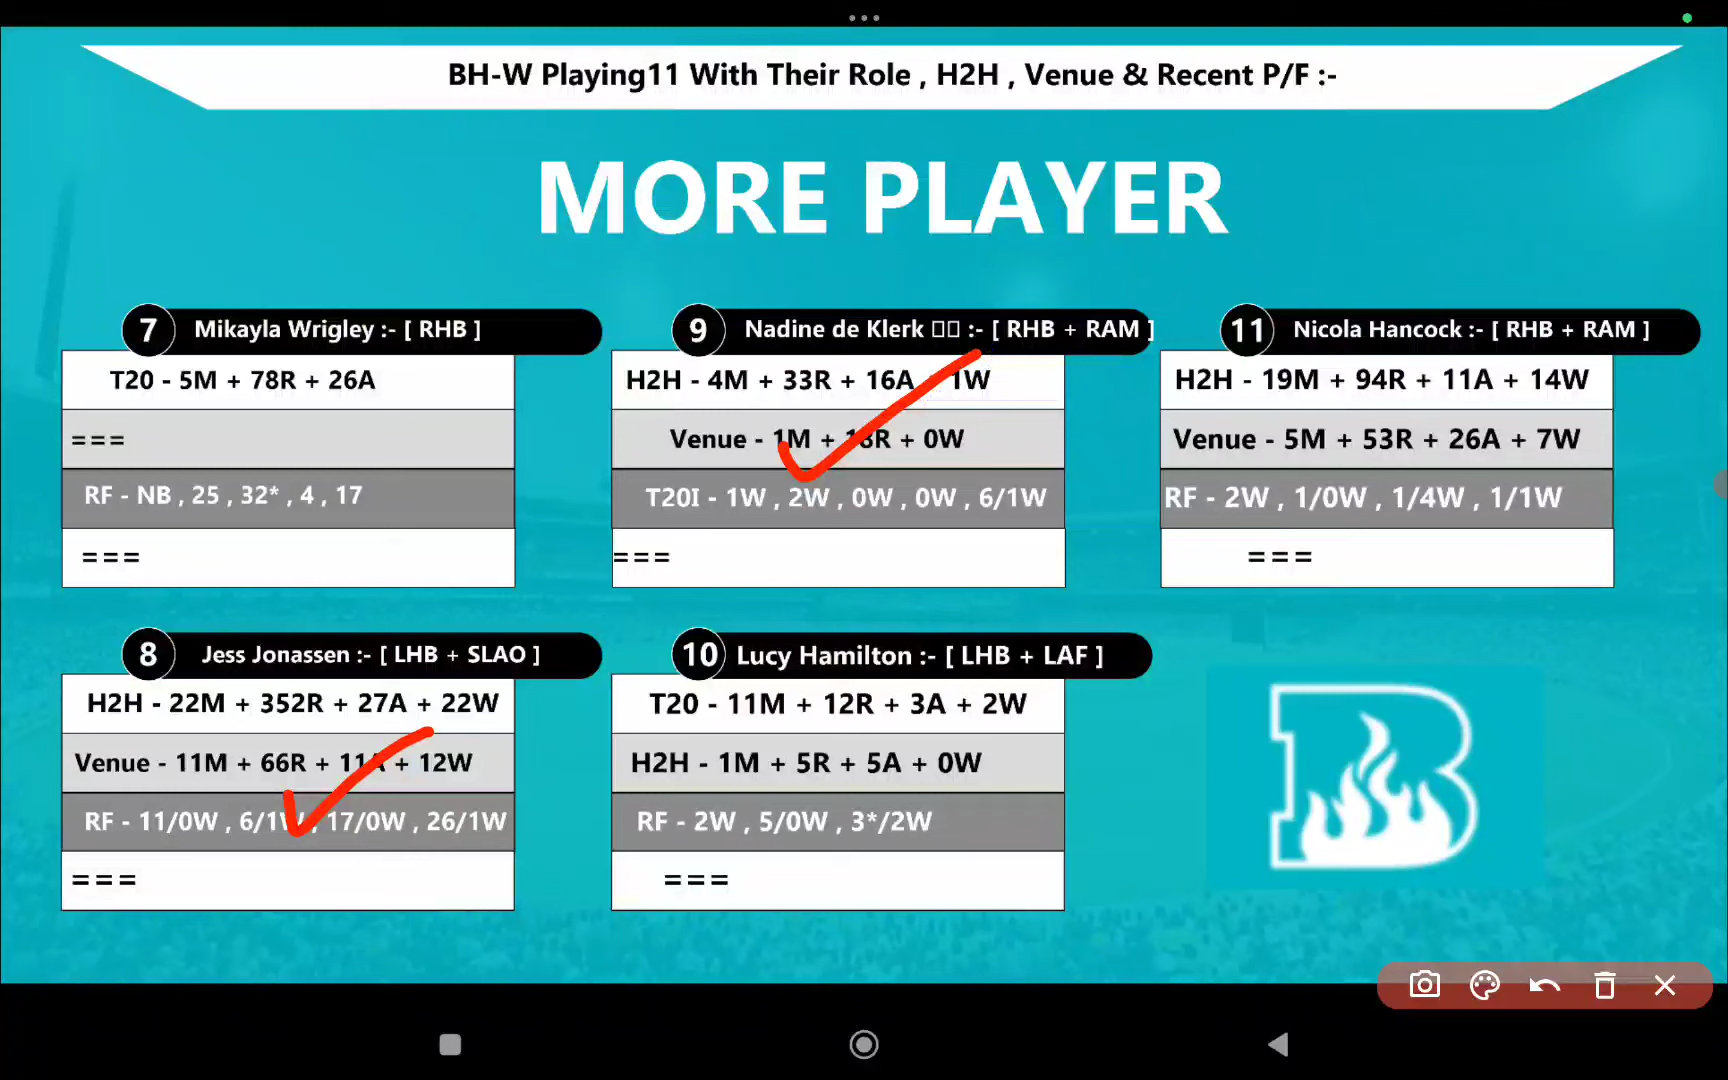 BH-W Playing11 With Their Role , H2H , Venue & Recent P/F :-
MORE PLAYER
7 Mikayla Wrigley :- [ RHB ]
T20 - 5M + 78R + 26A
===
RF - NB , 25 , 32* , 4 , 17
===
8 Jess Jonassen :- [ LHB + SLAO ]
H2H - 22M + 352R + 27A + 22W
Venue - 11M + 66R + 11A + 12W
RF - 11/0W , 6/1W , 17/0W , 26/1W
===
9 Nadine de Klerk :- [ RHB + RAM ]
H2H - 4M + 33R + 16A + 1W
Venue - 1M + R + 0W
T20I - 1W , 2W , 0W , 0W , 6/1W
===
10 Lucy Hamilton :- [ LHB + LAF ]
T20 - 11M + 12R + 3A + 2W
H2H - 1M + 5R + 5A + 0W
RF - 2W , 5/0W , 3*/2W
===
11 Nicola Hancock :- [ RHB + RAM ]
H2H - 19M + 94R + 11A + 14W
Venue - 5M + 53R + 26A + 7W
RF - 2W , 1/0W , 1/4W , 1/1W
===
B